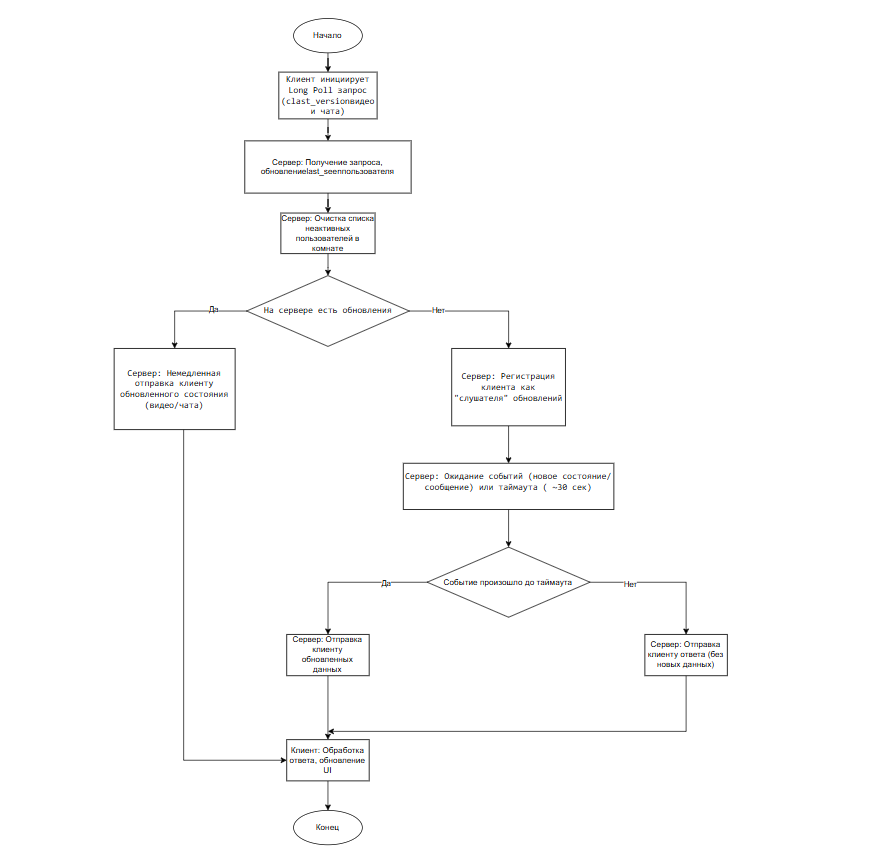 Начало
Клиент инициирует
Long Poll запрос
(clast_versionвидео
и чата)
Сервер: Получение запроса,
обновлениеlast_seenпользователя
Сервер: Очистка списка
неактивных
пользователей в
комнате
На сервере есть обновления
Да
Нет
Сервер: Немедленная
отправка клиенту
обновленного состояния
(видео/чата)
Сервер: Регистрация
клиента как
"слушателя" обновлений
Сервер: Ожидание событий (новое состояние/
сообщение) или таймаута ( ~30 сек)
Событие произошло до таймаута
Да
Нет
Сервер: Отправка
клиенту
обновленных
данных
Сервер: Отправка
клиенту ответа (без
новых данных)
Клиент: Обработка
ответа, обновление
UI
Конец